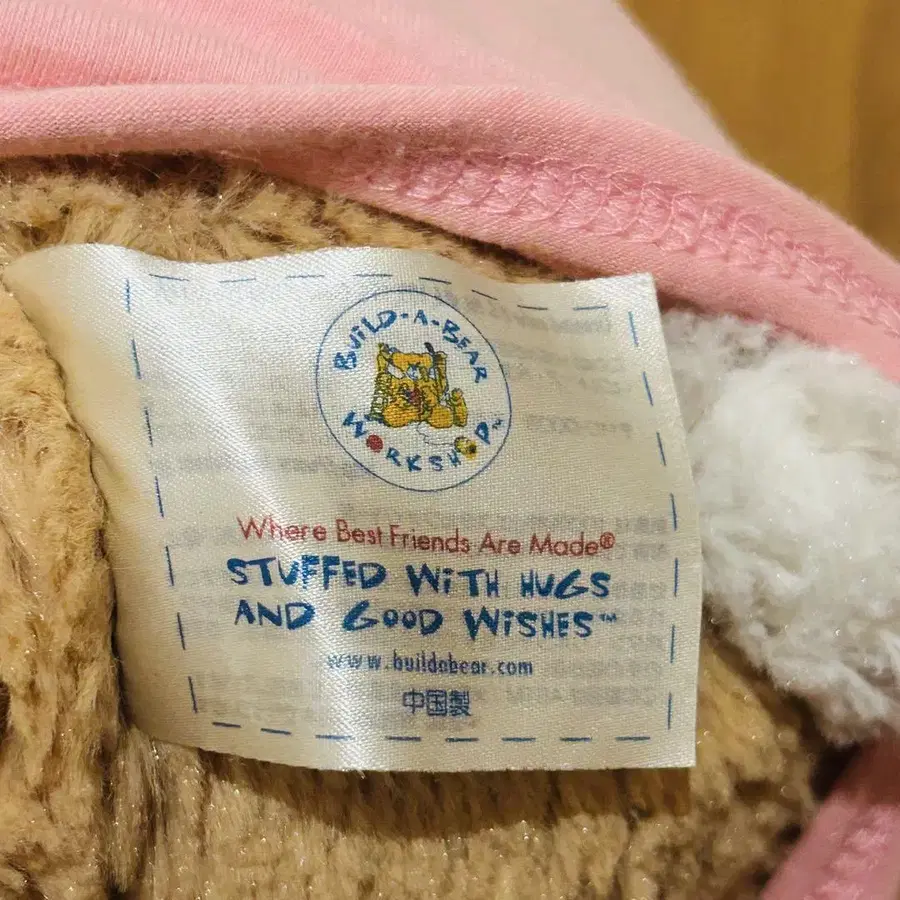 BUILD-A-BEAR
WORKSHOP™
Where Best Friends Are Made®
STUFFED WITH HUGS
AND GOOD WISHES™
www.buildabear.com
中国製